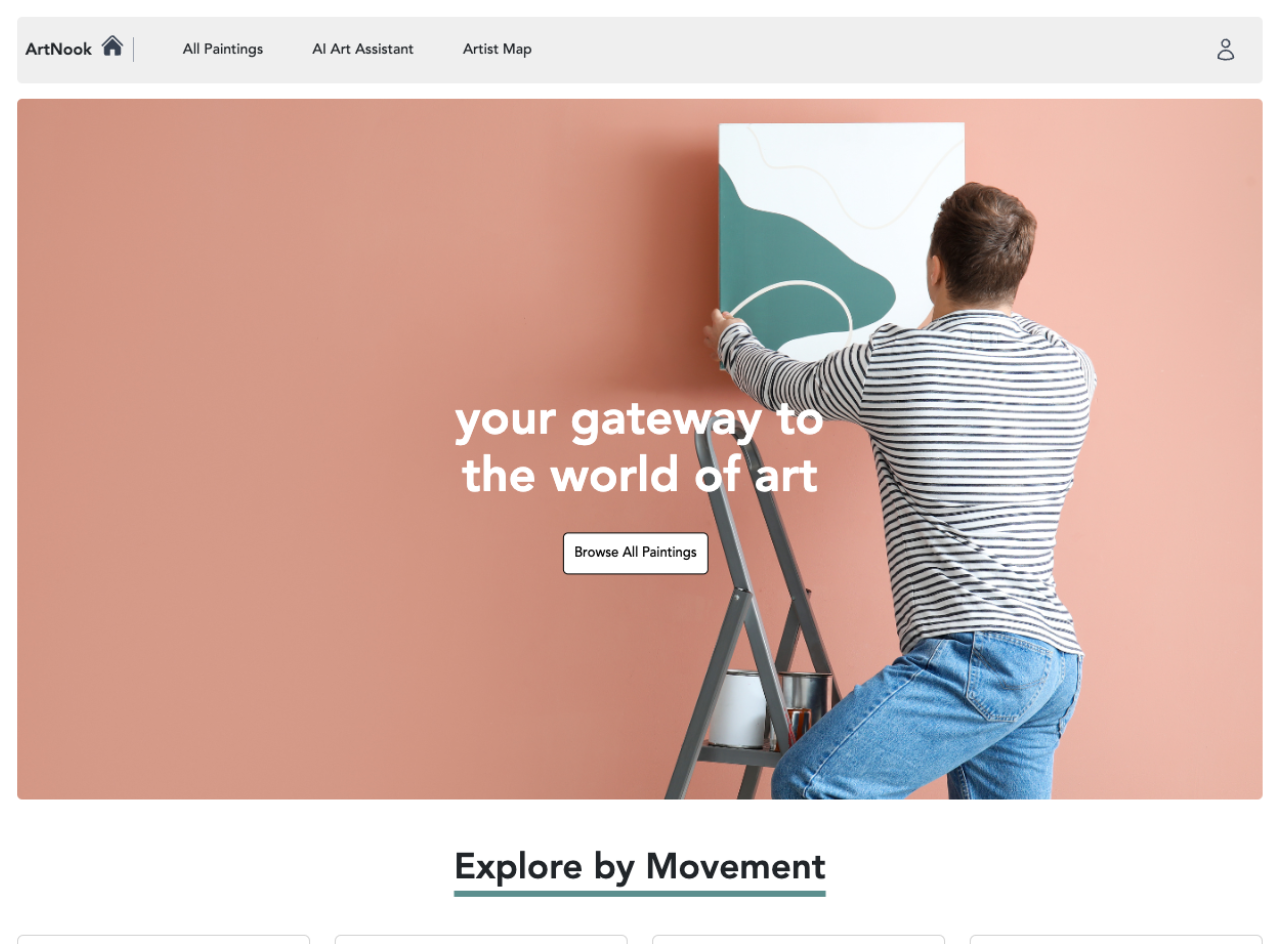 ArtNook
All Paintings
AI Art Assistant
Artist Map
your gateway to
the world of art
Browse All Paintings
Explore by Movement